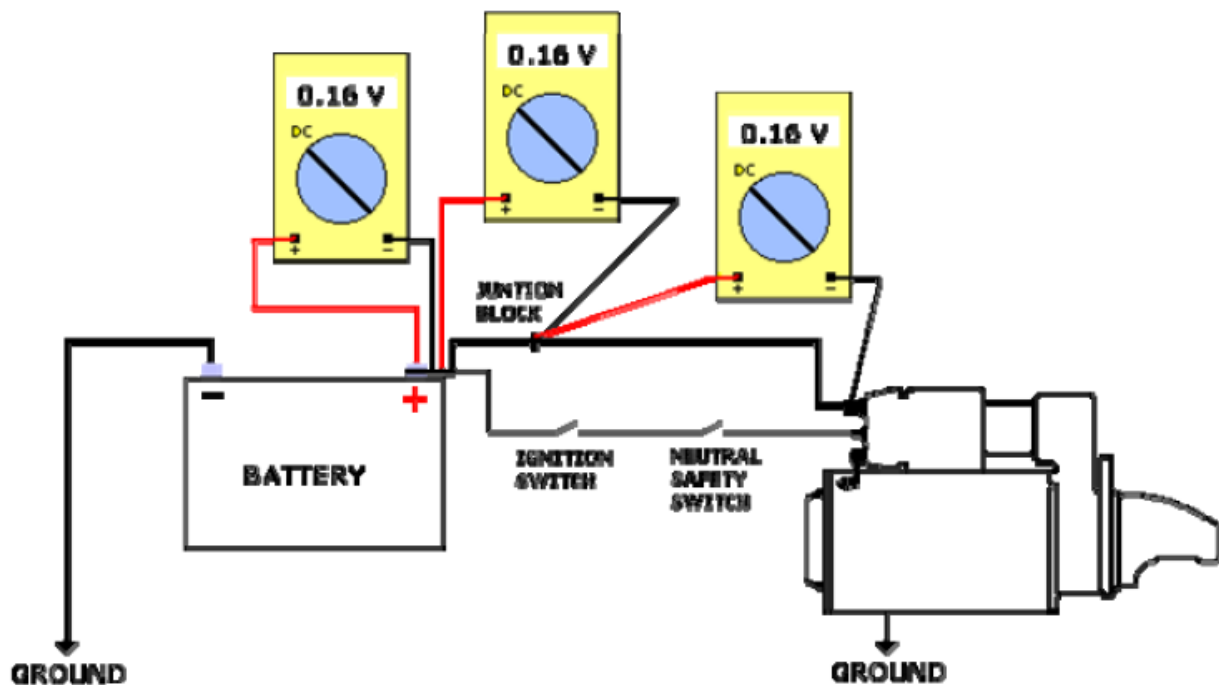 0.16 V
DC
+ −
0.16 V
DC
+ −
0.16 V
DC
+ −
JUNTION
BLOCK
− +
BATTERY
IGNITION
SWITCH
NEUTRAL
SAFETY
SWITCH
GROUND
GROUND